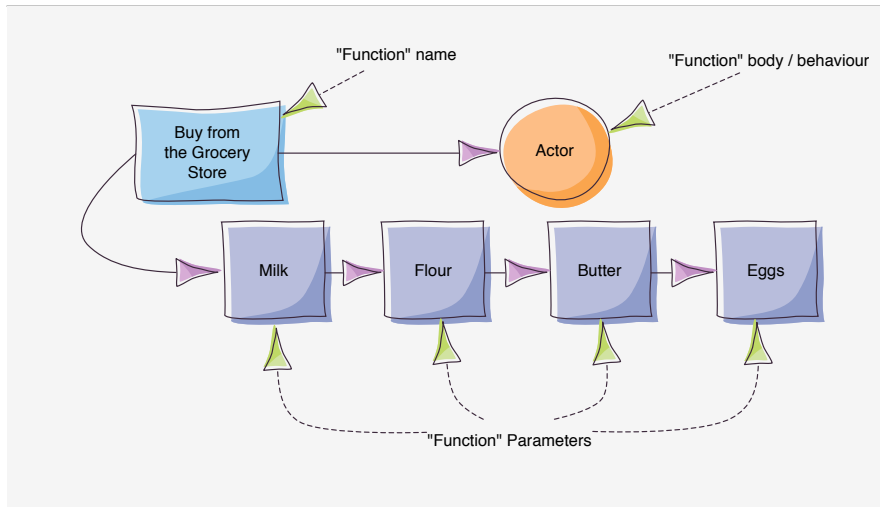 "Function" name
"Function" body / behaviour
Buy from
the Grocery
Store
Actor
Milk
Flour
Butter
Eggs
"Function" Parameters